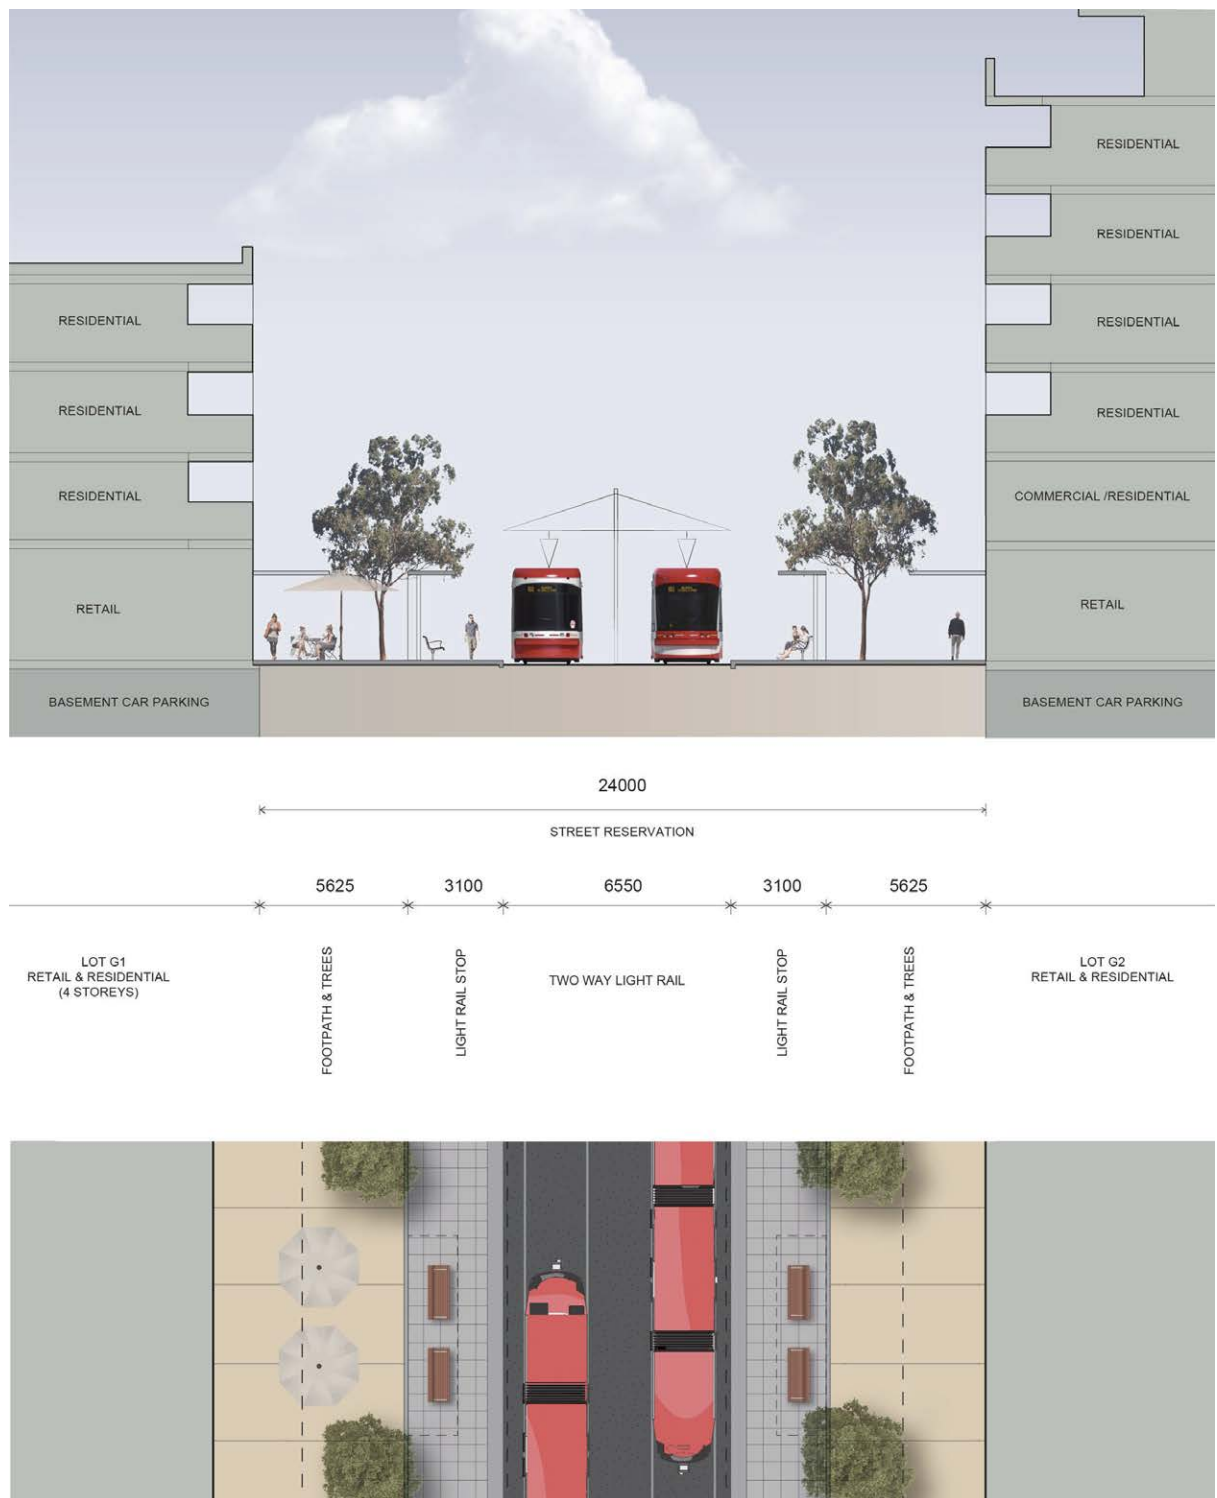 RESIDENTIAL
RESIDENTIAL
RESIDENTIAL
RESIDENTIAL
RESIDENTIAL
RESIDENTIAL
RESIDENTIAL
RESIDENTIAL
COMMERCIAL /RESIDENTIAL
RETAIL
RETAIL
BASEMENT CAR PARKING
BASEMENT CAR PARKING
24000
STREET RESERVATION
5625
3100
6550
3100
5625
LOT G1
RETAIL & RESIDENTIAL
(4 STOREYS)
FOOTPATH & TREES
LIGHT RAIL STOP
TWO WAY LIGHT RAIL
LIGHT RAIL STOP
FOOTPATH & TREES
LOT G2
RETAIL & RESIDENTIAL